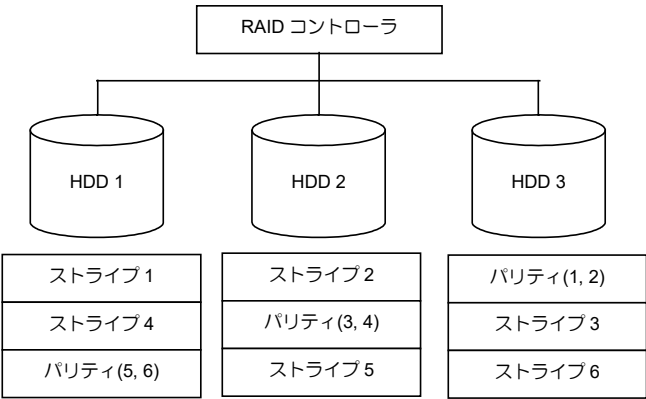 RAID コントローラ
HDD 1
HDD 2
HDD 3
ストライプ 1
ストライプ 2
パリティ(1, 2)
ストライプ 4
パリティ(3, 4)
ストライプ 3
パリティ(5, 6)
ストライプ 5
ストライプ 6